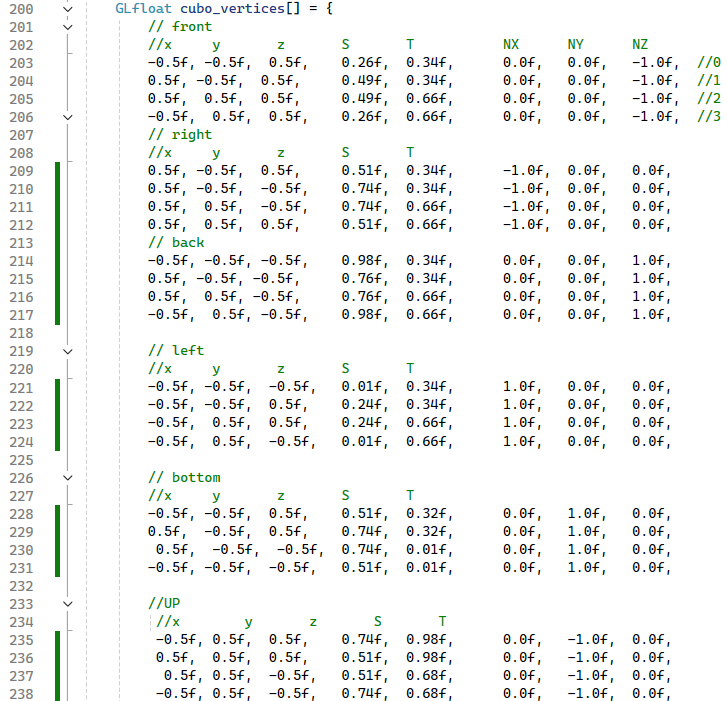 200 GLfloat cubo_vertices[] = {
201 // front
202 //x y z S T NX NY NZ
203 -0.5f, -0.5f, 0.5f, 0.26f, 0.34f, 0.0f, 0.0f, -1.0f, //0
204 0.5f, -0.5f, 0.5f, 0.49f, 0.34f, 0.0f, 0.0f, -1.0f, //1
205 0.5f, 0.5f, 0.5f, 0.49f, 0.66f, 0.0f, 0.0f, -1.0f, //2
206 -0.5f, 0.5f, 0.5f, 0.26f, 0.66f, 0.0f, 0.0f, -1.0f, //3
207 // right
208 //x y z S T
209 0.5f, -0.5f, 0.5f, 0.51f, 0.34f, -1.0f, 0.0f, 0.0f,
210 0.5f, -0.5f, -0.5f, 0.74f, 0.34f, -1.0f, 0.0f, 0.0f,
211 0.5f, 0.5f, -0.5f, 0.74f, 0.66f, -1.0f, 0.0f, 0.0f,
212 0.5f, 0.5f, 0.5f, 0.51f, 0.66f, -1.0f, 0.0f, 0.0f,
213 // back
214 -0.5f, -0.5f, -0.5f, 0.98f, 0.34f, 0.0f, 0.0f, 1.0f,
215 0.5f, -0.5f, -0.5f, 0.76f, 0.34f, 0.0f, 0.0f, 1.0f,
216 0.5f, 0.5f, -0.5f, 0.76f, 0.66f, 0.0f, 0.0f, 1.0f,
217 -0.5f, 0.5f, -0.5f, 0.98f, 0.66f, 0.0f, 0.0f, 1.0f,
218
219 // left
220 //x y z S T
221 -0.5f, -0.5f, -0.5f, 0.01f, 0.34f, 1.0f, 0.0f, 0.0f,
222 -0.5f, -0.5f, 0.5f, 0.24f, 0.34f, 1.0f, 0.0f, 0.0f,
223 -0.5f, 0.5f, 0.5f, 0.24f, 0.66f, 1.0f, 0.0f, 0.0f,
224 -0.5f, 0.5f, -0.5f, 0.01f, 0.66f, 1.0f, 0.0f, 0.0f,
225
226 // bottom
227 //x y z S T
228 -0.5f, -0.5f, 0.5f, 0.51f, 0.32f, 0.0f, 1.0f, 0.0f,
229 0.5f, -0.5f, 0.5f, 0.74f, 0.32f, 0.0f, 1.0f, 0.0f,
230 0.5f, -0.5f, -0.5f, 0.74f, 0.01f, 0.0f, 1.0f, 0.0f,
231 -0.5f, -0.5f, -0.5f, 0.51f, 0.01f, 0.0f, 1.0f, 0.0f,
232
233 //UP
234 //x y z S T
235 -0.5f, 0.5f, 0.5f, 0.74f, 0.98f, 0.0f, -1.0f, 0.0f,
236 0.5f, 0.5f, 0.5f, 0.51f, 0.98f, 0.0f, -1.0f, 0.0f,
237 0.5f, 0.5f, -0.5f, 0.51f, 0.68f, 0.0f, -1.0f, 0.0f,
238 -0.5f, 0.5f, -0.5f, 0.74f, 0.68f, 0.0f, -1.0f, 0.0f,